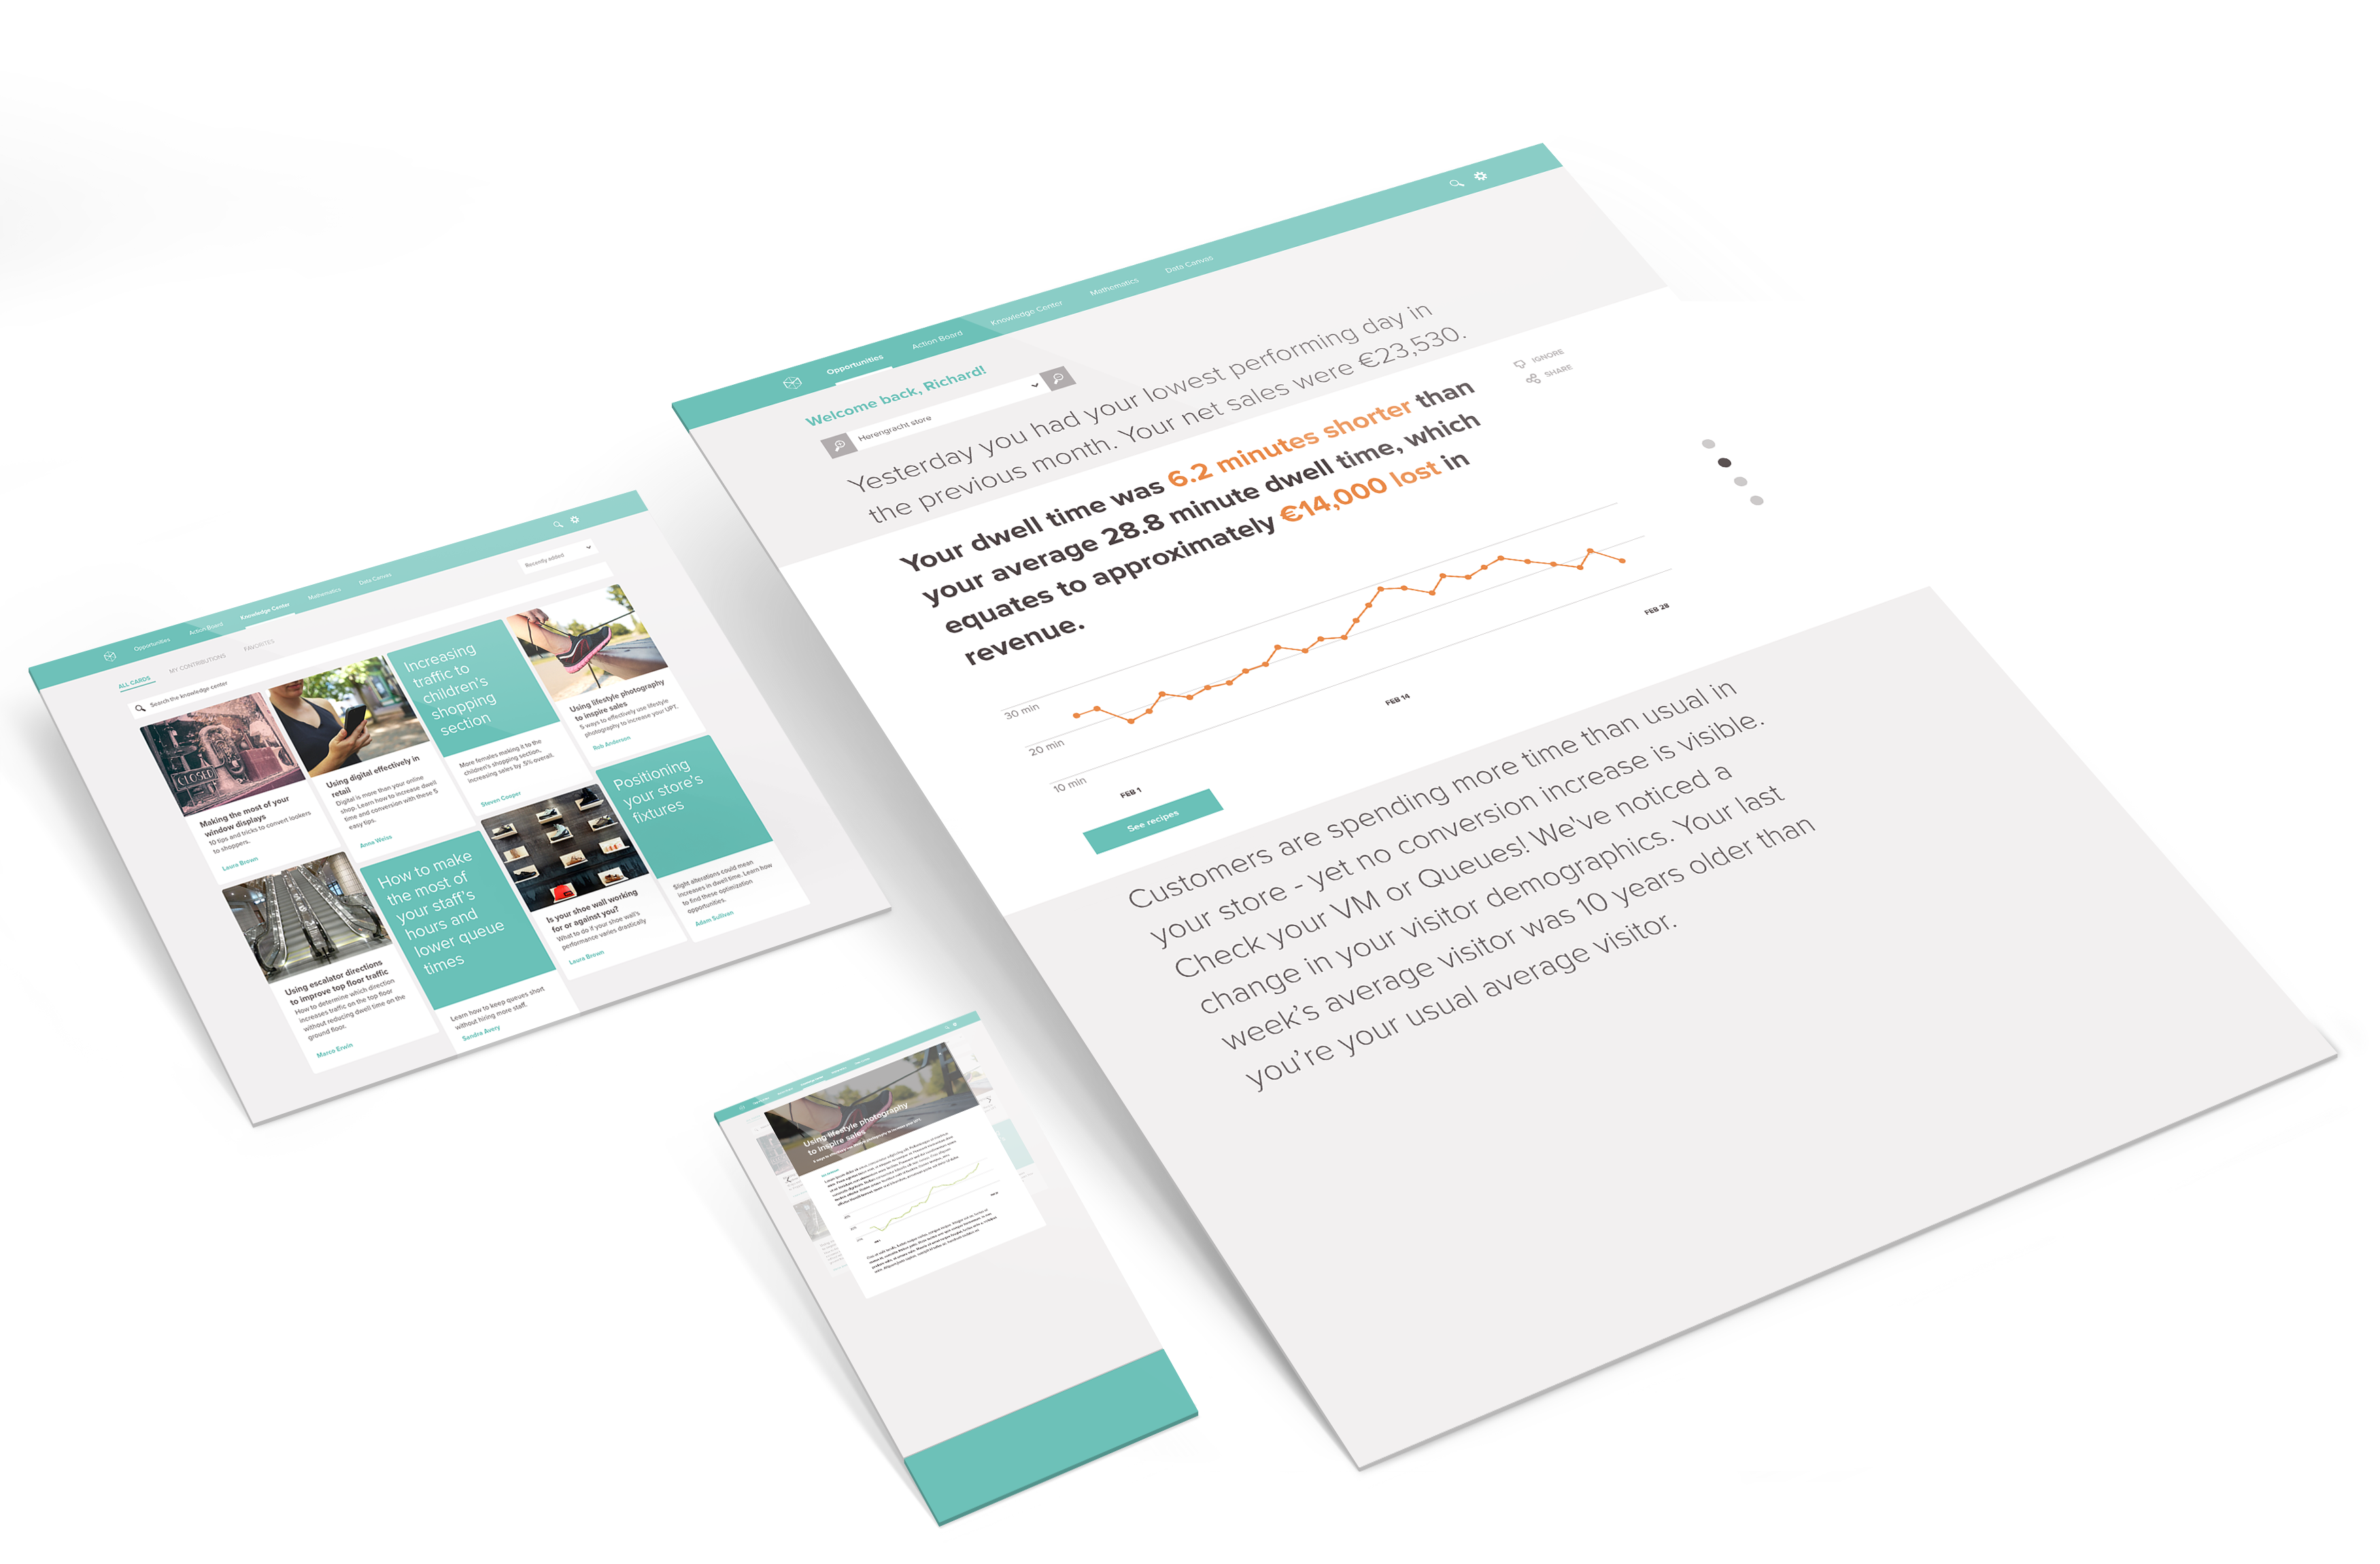 Opportunities
Action Board
Knowledge Center
Mathematics
Data Canvas
Welcome back, Richard!
Herengracht store
Yesterday you had your lowest performing day in
the previous month. Your net sales were €23,530.
IGNORE
SHARE
Your dwell time was 6.2 minutes shorter than
your average 28.8 minute dwell time, which
equates to approximately €14,000 lost in
revenue.
30 min
20 min
10 min
FEB 1
FEB 14
FEB 28
See recipes
Customers are spending more time than usual in
your store - yet no conversion increase is visible.
Check your VM or Queues! We've noticed a
change in your visitor demographics. Your last
week's average visitor was 10 years older than
you're your usual average visitor.
Opportunities
Action Board
Knowledge Center
Mathematics
Data Canvas
ALL CARDS
MY CONTRIBUTIONS
FAVORITES
Recently added
Search the knowledge center
CLOSED
Making the most of your
window displays
10 tips and tricks to convert lookers
to shoppers.
Laura Brown
Using digital effectively in
retail
Digital is more than your online
shop. Learn how to increase dwell
time and conversion with these 5
easy tips.
Anna Weiss
Increasing
traffic to
children's
shopping
section
More females making it to the
children's shopping section,
increasing sales by .5% overall.
Steven Cooper
Using lifestyle photography
to inspire sales
5 ways to effectively use lifestyle
photography to increase your UPT.
Rob Anderson
Using escalator directions
to improve top floor traffic
How to determine which direction
increases traffic on the top floor
without reducing dwell time on the
ground floor.
Marco Erwin
How to make
the most of
your staff's
hours and
lower queue
times
Learn how to keep queues short
without hiring more staff.
Sandra Avery
Is your shoe wall working
for or against you?
What to do if your shoe wall's
performance varies drastically
Laura Brown
Positioning
your store's
fixtures
Slight alterations could mean
increases in dwell time. Learn how
to find these optimization
opportunities.
Adam Sullivan
Using lifestyle photography
to inspire sales